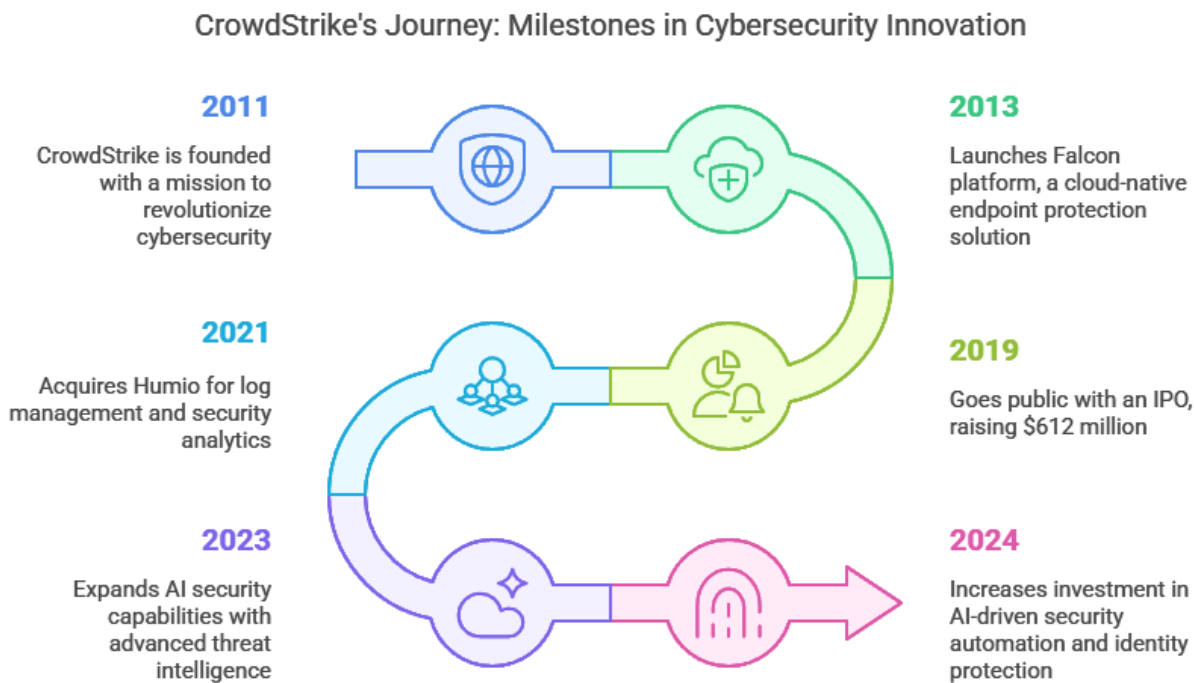 CrowdStrike's Journey: Milestones in Cybersecurity Innovation
2011
CrowdStrike is founded
with a mission to
revolutionize
cybersecurity
2013
Launches Falcon
platform, a cloud-native
endpoint protection
solution
2019
Goes public with an IPO,
raising $612 million
2021
Acquires Humio for log
management and security
analytics
2023
Expands AI security
capabilities with
advanced threat
intelligence
2024
Increases investment in
AI-driven security
automation and identity
protection